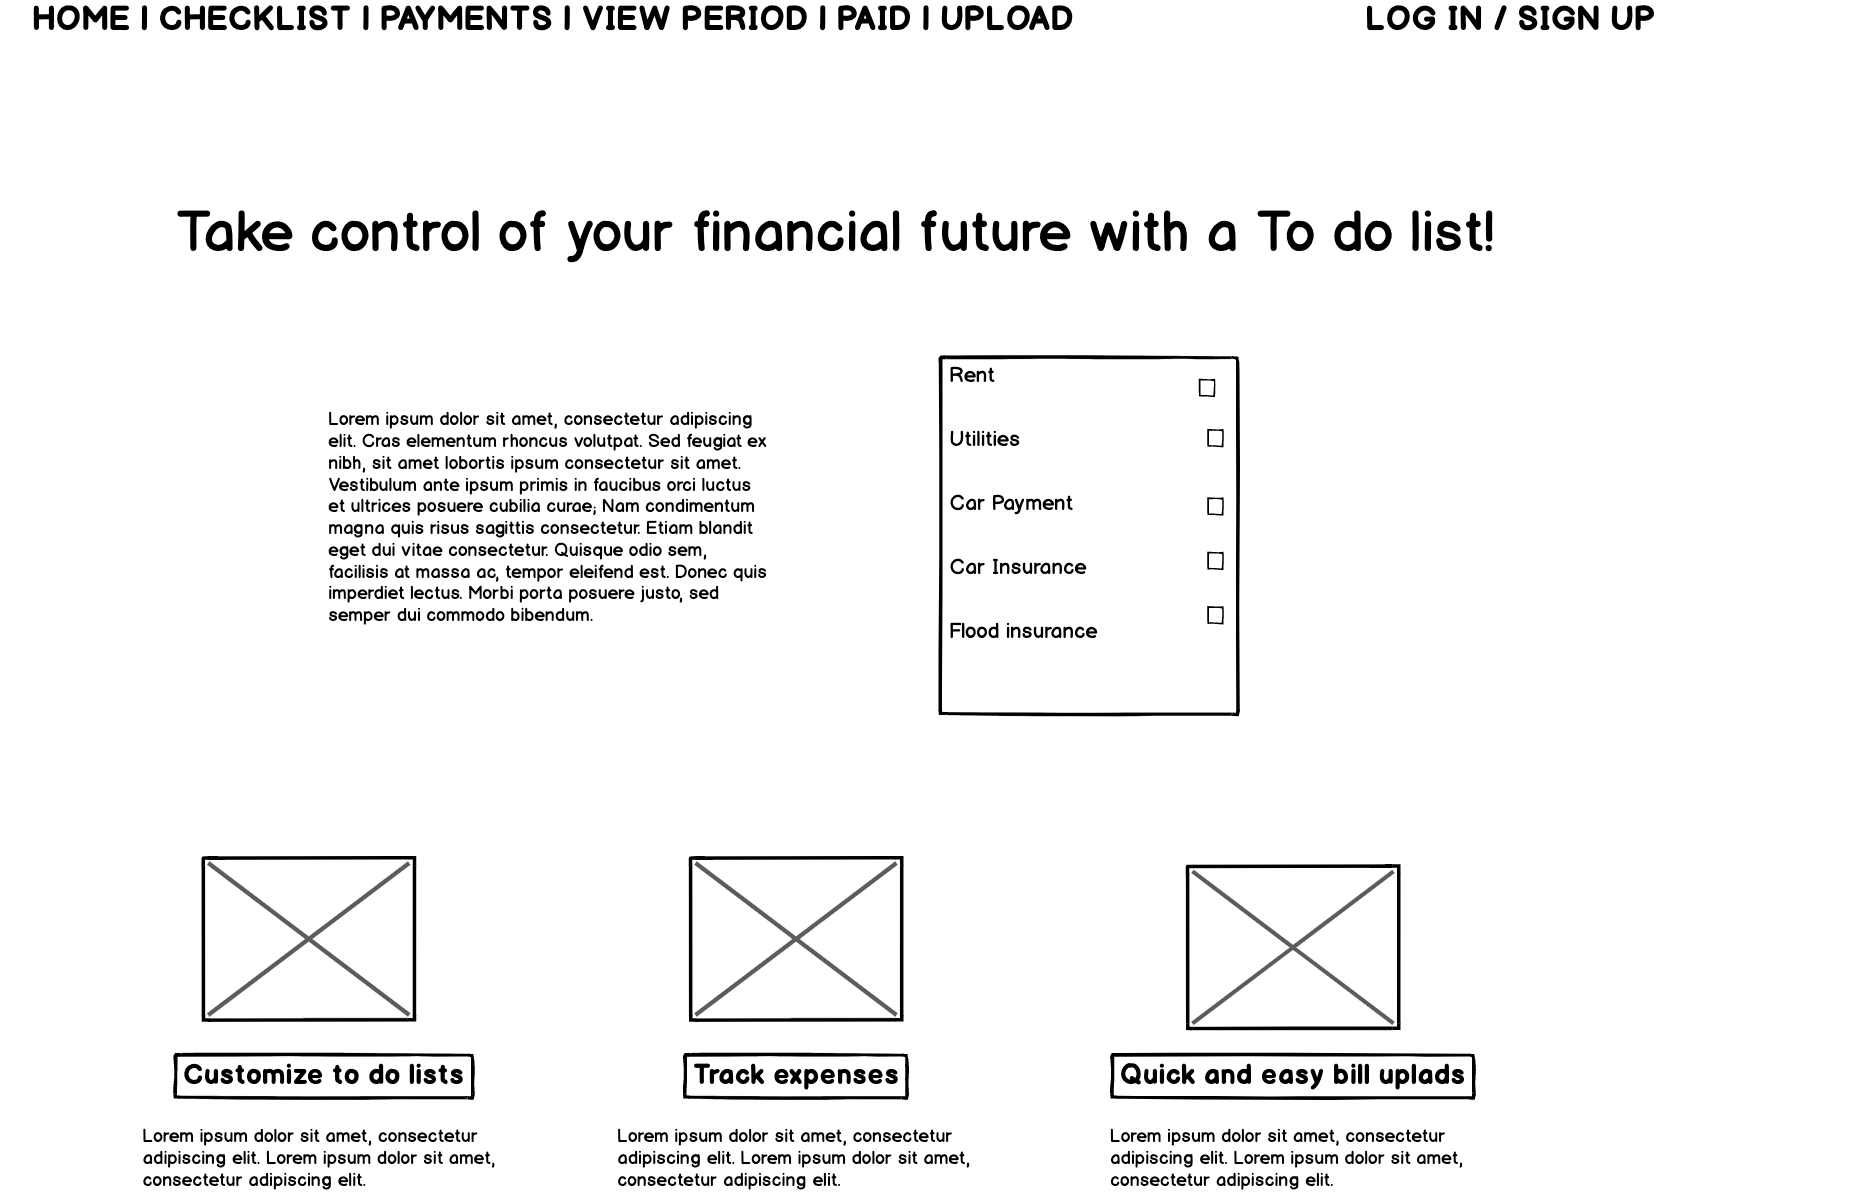 HOME | CHECKLIST | PAYMENTS | VIEW PERIOD | PAID | UPLOAD
LOG IN / SIGN UP
Take control of your financial future with a To do list!
Lorem ipsum dolor sit amet, consectetur adipiscing
elit. Cras elementum rhoncus volutpat. Sed feugiat ex
nibh, sit amet lobortis ipsum consectetur sit amet.
Vestibulum ante ipsum primis in faucibus orci luctus
et ultrices posuere cubilia curae; Nam condimentum
magna quis risus sagittis consectetur. Etiam blandit
eget dui vitae consectetur. Quisque odio sem,
facilisis at massa ac, tempor eleifend est. Donec quis
imperdiet lectus. Morbi porta posuere justo, sed
semper dui commodo bibendum.
Rent
Utilities
Car Payment
Car Insurance
Flood insurance
Customize to do lists
Lorem ipsum dolor sit amet, consectetur
adipiscing elit. Lorem ipsum dolor sit amet,
consectetur adipiscing elit.
Track expenses
Lorem ipsum dolor sit amet, consectetur
adipiscing elit. Lorem ipsum dolor sit amet,
consectetur adipiscing elit.
Quick and easy bill uplads
Lorem ipsum dolor sit amet, consectetur
adipiscing elit. Lorem ipsum dolor sit amet,
consectetur adipiscing elit.